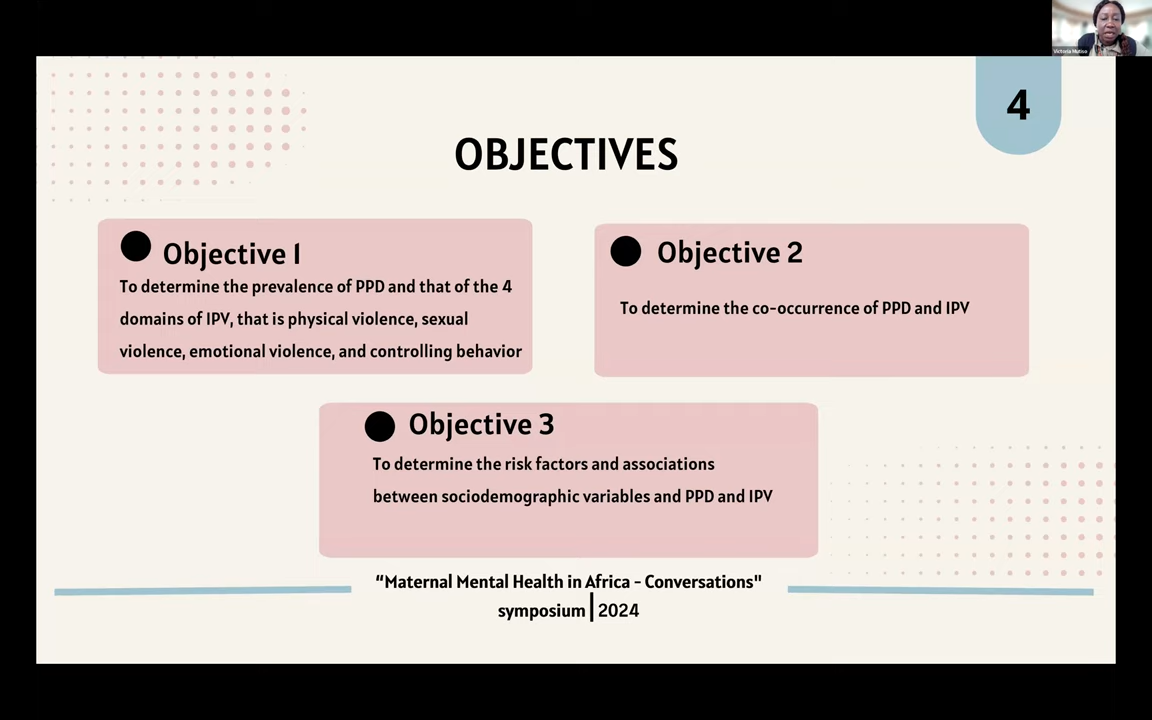 Victoria Mutiso
4
OBJECTIVES
Objective 1
To determine the prevalence of PPD and that of the 4
domains of IPV, that is physical violence, sexual
violence, emotional violence, and controlling behavior
Objective 2
To determine the co-occurrence of PPD and IPV
Objective 3
To determine the risk factors and associations
between sociodemographic variables and PPD and IPV
“Maternal Mental Health in Africa - Conversations"
symposium | 2024